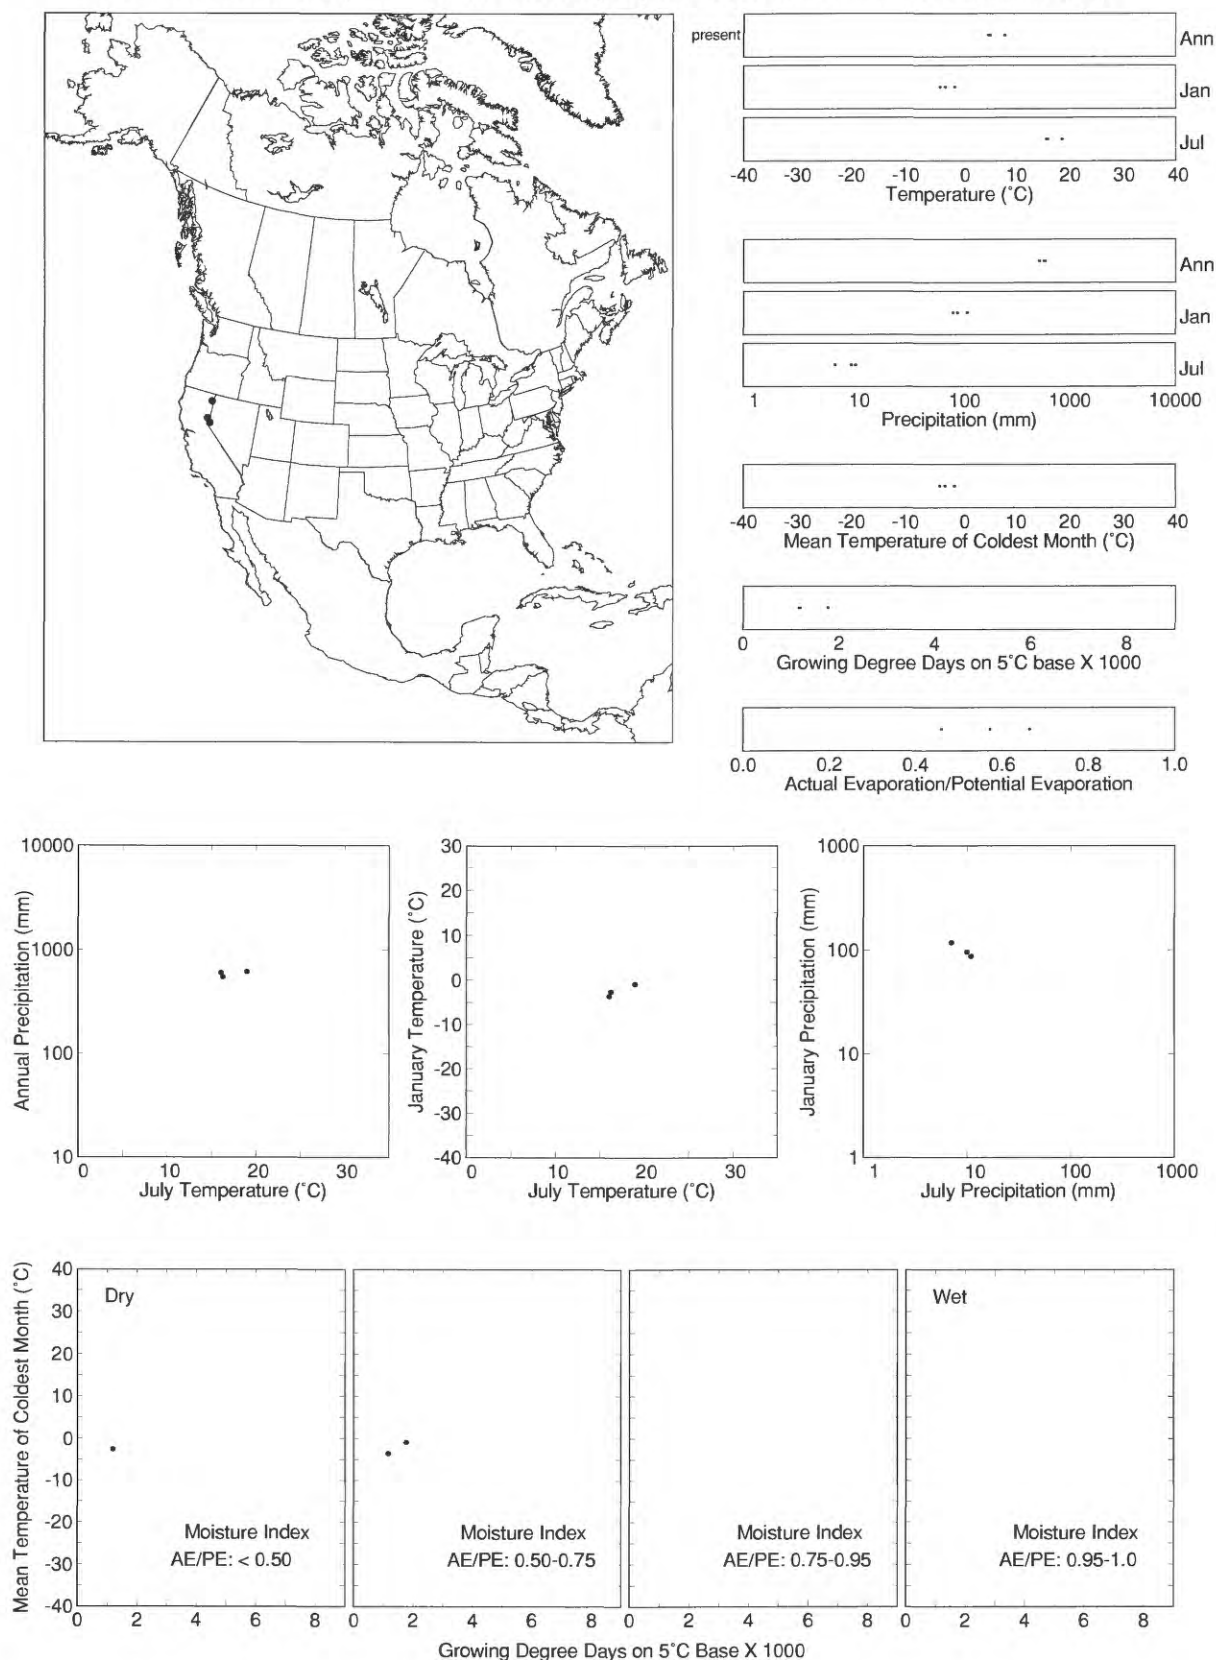 present
Ann
Jan
Jul
-40 -30 -20 -10 0 10 20 30 40
Temperature (˚C)
Ann
Jan
Jul
1 10 100 1000 10000
Precipitation (mm)
-40 -30 -20 -10 0 10 20 30 40
Mean Temperature of Coldest Month (˚C)
0 2 4 6 8
Growing Degree Days on 5˚C base X 1000
0.0 0.2 0.4 0.6 0.8 1.0
Actual Evaporation/Potential Evaporation
10000
1000
100
10
Annual Precipitation (mm)
0 10 20 30
July Temperature (˚C)
30
20
10
0
-10
-20
-30
-40
January Temperature (˚C)
0 10 20 30
July Temperature (˚C)
1000
100
10
1
January Precipitation (mm)
1 10 100 1000
July Precipitation (mm)
Mean Temperature of Coldest Month (˚C)
40
30
20
10
0
-10
-20
-30
-40
Dry
Moisture Index
AE/PE: < 0.50
0 2 4 6 8
Moisture Index
AE/PE: 0.50-0.75
0 2 4 6 8
Moisture Index
AE/PE: 0.75-0.95
0 2 4 6 8
Wet
Moisture Index
AE/PE: 0.95-1.0
0 2 4 6 8
Growing Degree Days on 5˚C Base X 1000